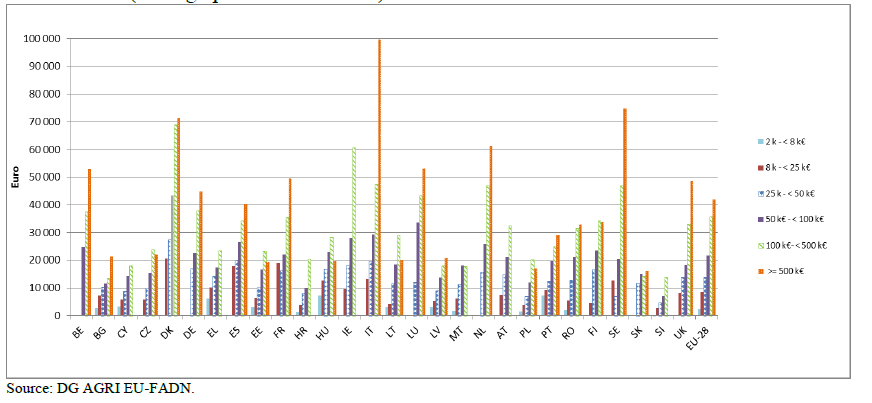 100 000
90 000
80 000
70 000
60 000
50 000
40 000
30 000
20 000
10 000
0
Euro
BE BG CY CZ DK DE EL ES EE FR HR HU IE IT LT LU LV MT NL AT PL PT RO FI SE SK SI UK EU-28
2 k - < 8 k€
8 k - < 25 k€
25 k - < 50 k€
50 k€ - < 100 k€
100 k€- < 500 k€
>= 500 k€
Source: DG AGRI EU-FADN.